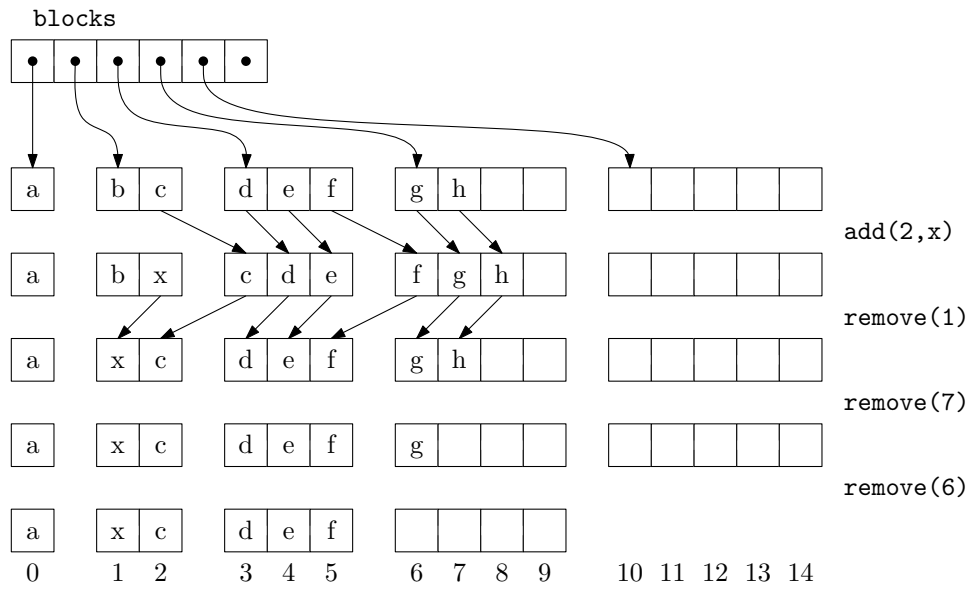 blocks
a b c d e f g h
add(2,x)
a b x c d e f g h
remove(1)
a x c d e f g h
remove(7)
a x c d e f g
remove(6)
a x c d e f
0 1 2 3 4 5 6 7 8 9 10 11 12 13 14